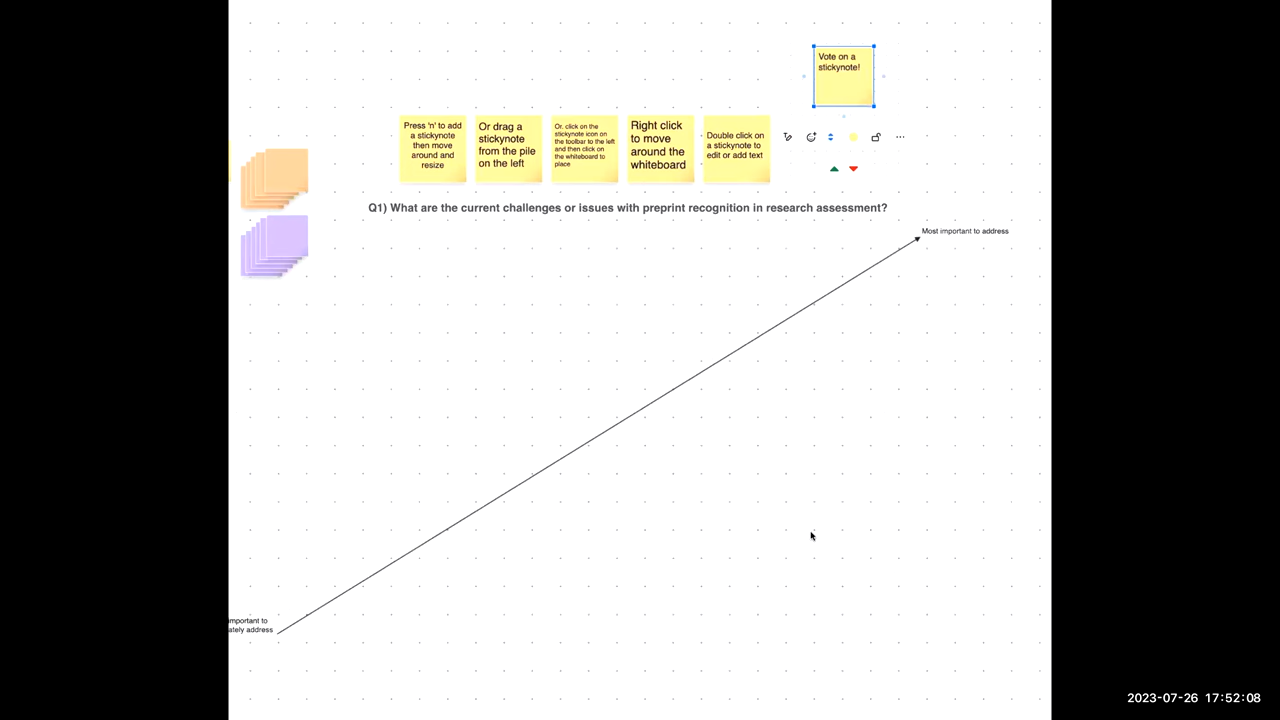 Vote on a
stickynote!
Press 'n' to add
a stickynote
then move
around and
resize
Or drag a
stickynote
from the pile
on the left
Or, click on the
stickynote icon on
the toolbar to the left
and then click on
the whiteboard to
place
Right click
to move
around the
whiteboard
Double click on
a stickynote to
edit or add text
Q1) What are the current challenges or issues with preprint recognition in research assessment?
Most important to address
important to
ately address
2023-07-26 17:52:08